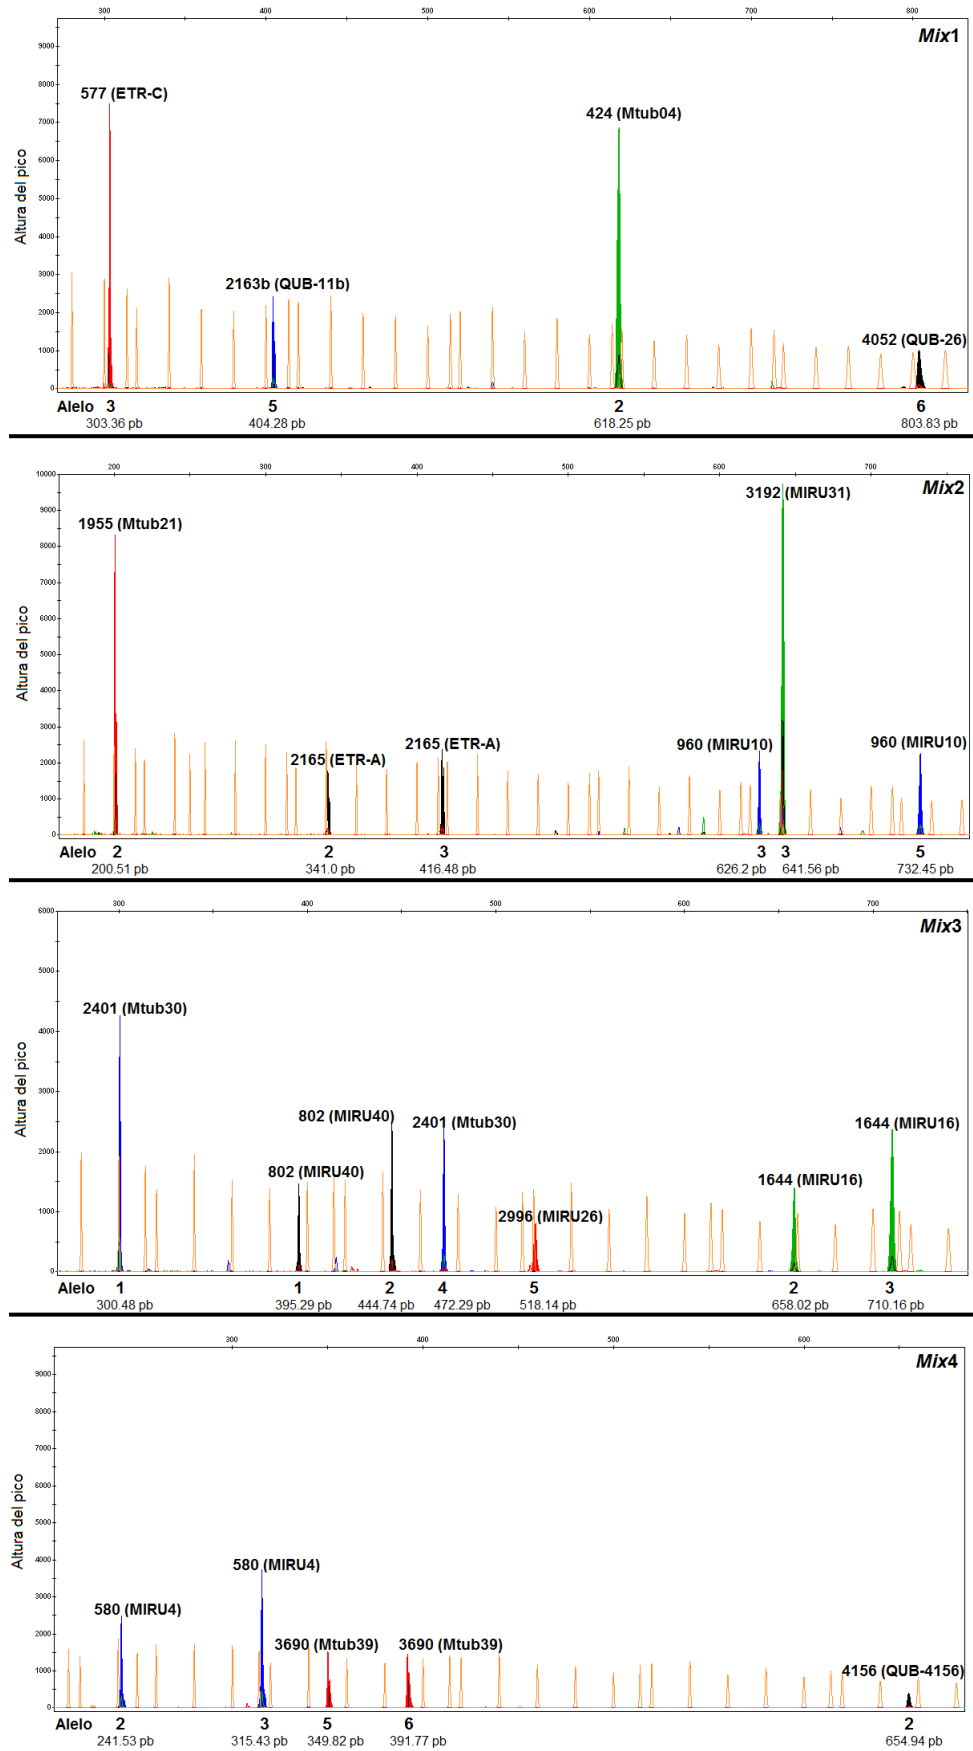 300 400 500 600 700 800
Mix1
9000
8000
7000
6000
5000
4000
3000
2000
1000
0
Altura del pico
577 (ETR-C)
424 (Mtub04)
2163b (QUB-11b)
4052 (QUB-26)
Alelo 3 5 2 6
303.36 pb 404.28 pb 618.25 pb 803.83 pb
200 300 400 500 600 700
Mix2
10000
9000
8000
7000
6000
5000
4000
3000
2000
1000
0
Altura del pico
3192 (MIRU31)
1955 (Mtub21)
2165 (ETR-A)
2165 (ETR-A)
960 (MIRU10)
960 (MIRU10)
Alelo 2 2 3 3 3 5
200.51 pb 341.0 pb 416.48 pb 626.2 pb 641.56 pb 732.45 pb
300 400 500 600 700
Mix3
6000
5000
4000
3000
2000
1000
0
Altura del pico
2401 (Mtub30)
802 (MIRU40)
2401 (Mtub30)
1644 (MIRU16)
802 (MIRU40)
1644 (MIRU16)
2996 (MIRU26)
Alelo 1 1 2 4 5 2 3
300.48 pb 395.29 pb 444.74 pb 472.29 pb 518.14 pb 658.02 pb 710.16 pb
300 400 500 600
Mix4
9000
8000
7000
6000
5000
4000
3000
2000
1000
0
Altura del pico
580 (MIRU4)
580 (MIRU4)
3690 (Mtub39)
3690 (Mtub39)
4156 (QUB-4156)
Alelo 2 3 5 6 2
241.53 pb 315.43 pb 349.82 pb 391.77 pb 654.94 pb